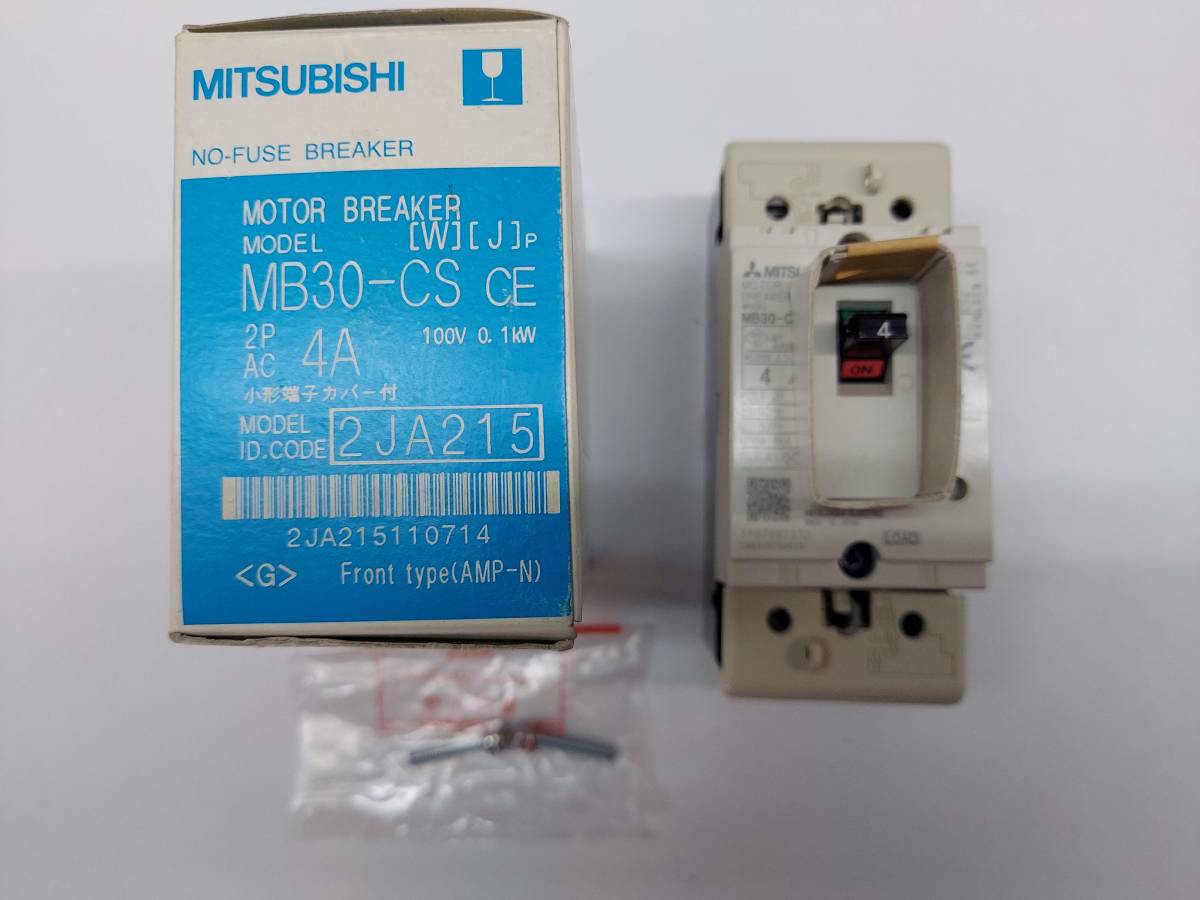 MITSUBISHI
NO-FUSE BREAKER
MOTOR BREAKER
MODEL [W][J]P
MB30-CS CE
2P
AC 4A 100V 0.1kW
小形端子カバー付
MODEL
ID.CODE 2JA215
2JA215110714
<G> Front type(AMP-N)
MITSU
MB30-C
4
4
ON
LOAD